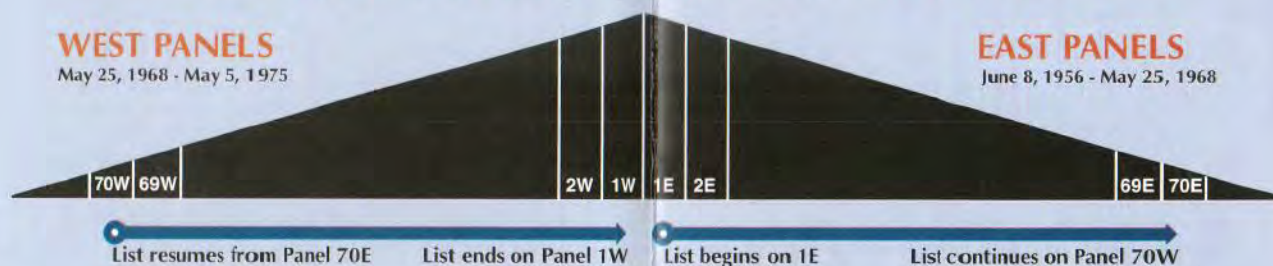 WEST PANELS
May 25, 1968 - May 5, 1975
EAST PANELS
June 8, 1956 - May 25, 1968
70W 69W 2W 1W 1E 2E 69E 70E
List resumes from Panel 70E List ends on Panel 1W List begins on 1E List continues on Panel 70W